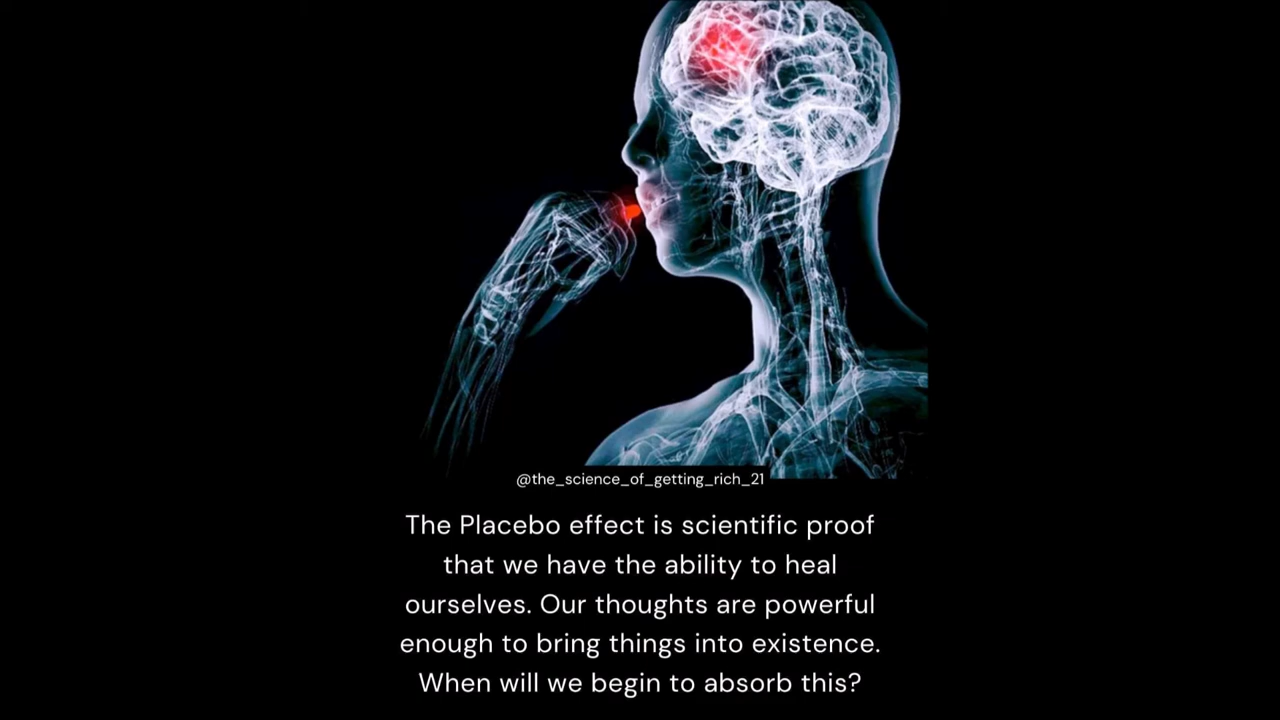 @the_science_of_getting_rich_21
The Placebo effect is scientific proof
that we have the ability to heal
ourselves. Our thoughts are powerful
enough to bring things into existence.
When will we begin to absorb this?